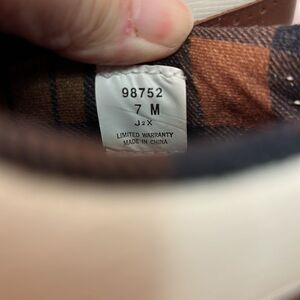 98752
7 M
J2X
LIMITED WARRANTY
MADE IN CHINA